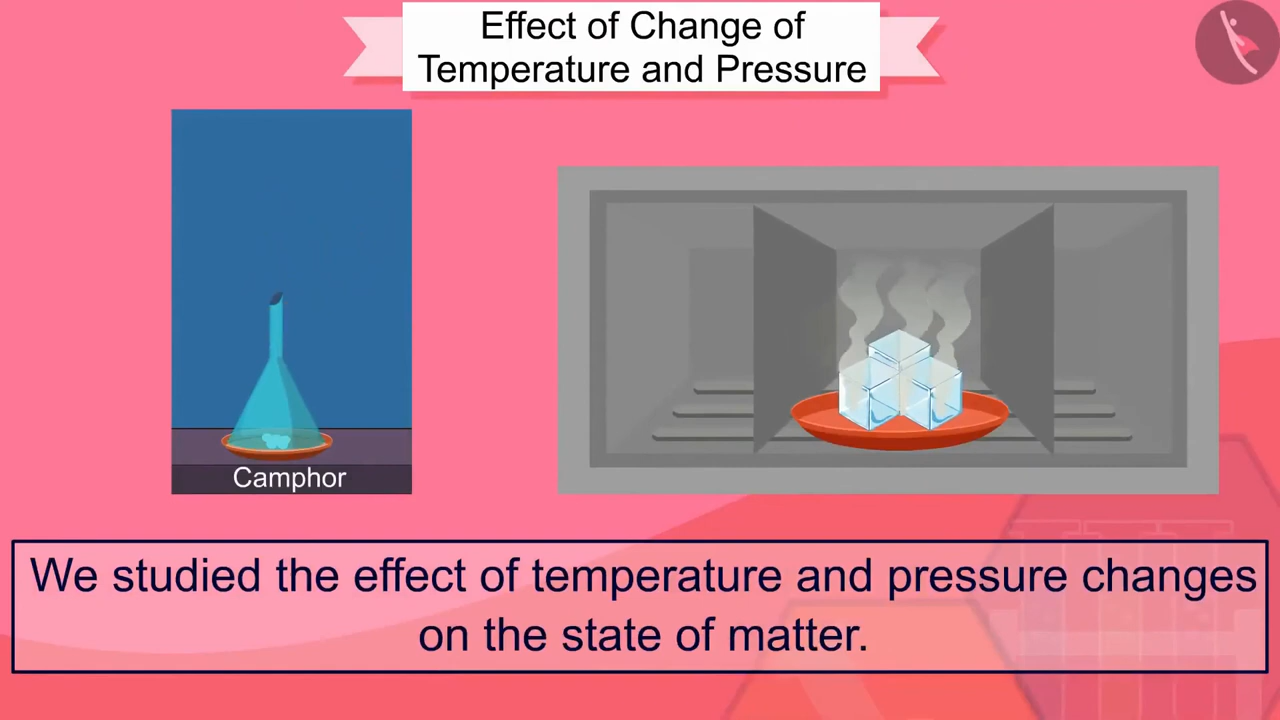 Effect of Change of
Temperature and Pressure
Camphor
We studied the effect of temperature and pressure changes
on the state of matter.